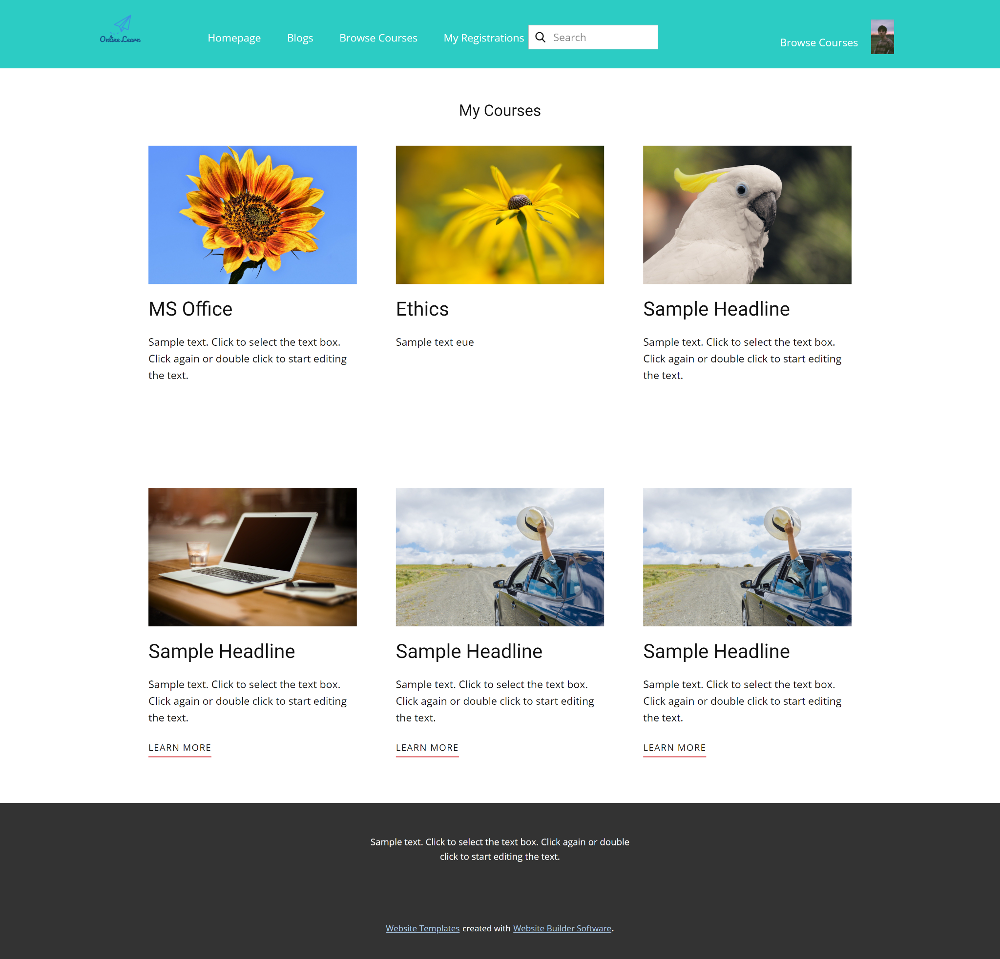 Online Learn
Homepage
Blogs
Browse Courses
My Registrations
Search
Browse Courses
My Courses
MS Office
Sample text. Click to select the text box.
Click again or double click to start editing
the text.
Ethics
Sample text eue
Sample Headline
Sample text. Click to select the text box.
Click again or double click to start editing
the text.
Sample Headline
Sample text. Click to select the text box.
Click again or double click to start editing
the text.
LEARN MORE
Sample Headline
Sample text. Click to select the text box.
Click again or double click to start editing
the text.
LEARN MORE
Sample Headline
Sample text. Click to select the text box.
Click again or double click to start editing
the text.
LEARN MORE
Sample text. Click to select the text box. Click again or double
click to start editing the text.
Website Templates created with Website Builder Software.